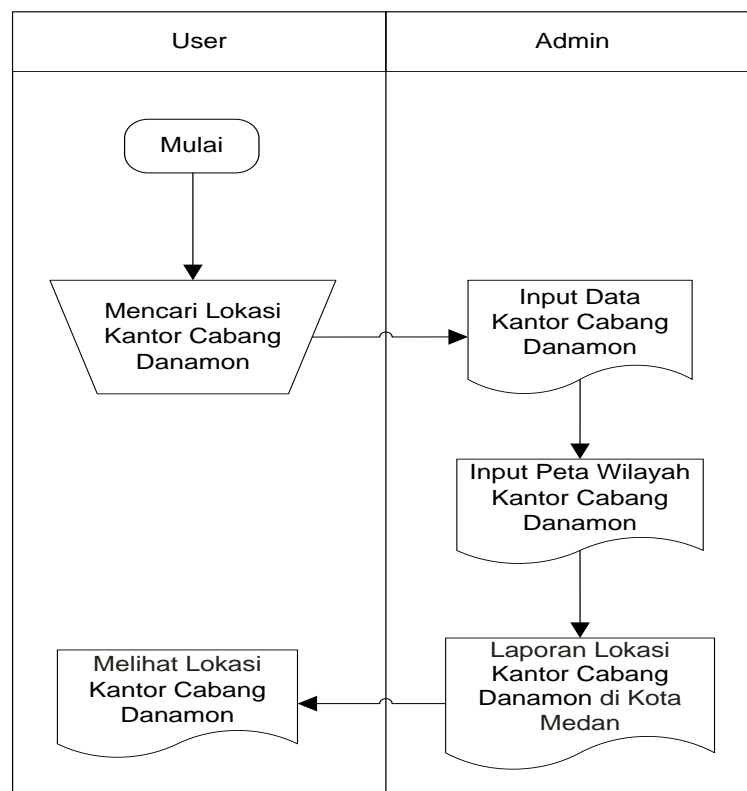 User
Admin
Mulai
Mencari Lokasi
Kantor Cabang
Danamon
Input Data
Kantor Cabang
Danamon
Input Peta Wilayah
Kantor Cabang
Danamon
Laporan Lokasi
Kantor Cabang
Danamon di Kota
Medan
Melihat Lokasi
Kantor Cabang
Danamon